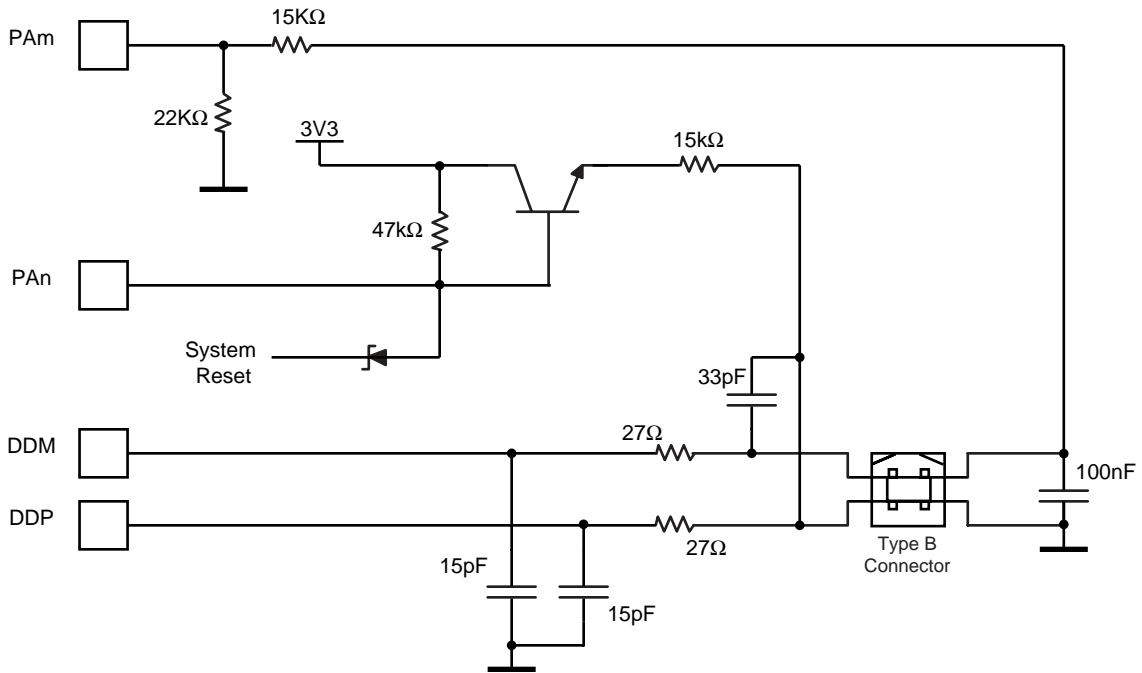 PAm
15KΩ
22KΩ
3V3
15kΩ
47kΩ
PAn
System
Reset
33pF
DDM
27Ω
100nF
DDP
27Ω
Type B
Connector
15pF
15pF